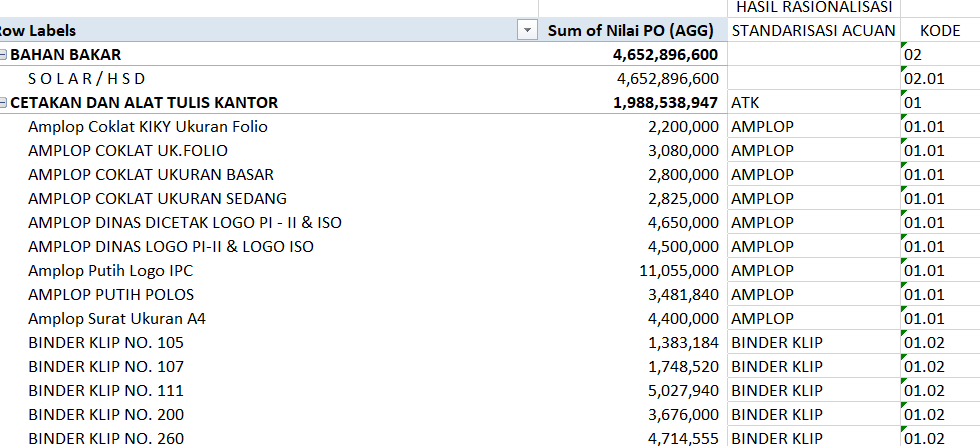 HASIL RASIONALISASI
Row Labels Sum of Nilai PO (AGG) STANDARISASI ACUAN KODE
BAHAN BAKAR 4,652,896,600 02
S O L A R / H S D 4,652,896,600 02.01
CETAKAN DAN ALAT TULIS KANTOR 1,988,538,947 ATK 01
Amplop Coklat KIKY Ukuran Folio 2,200,000 AMPLOP 01.01
AMPLOP COKLAT UK.FOLIO 3,080,000 AMPLOP 01.01
AMPLOP COKLAT UKURAN BASAR 2,800,000 AMPLOP 01.01
AMPLOP COKLAT UKURAN SEDANG 2,825,000 AMPLOP 01.01
AMPLOP DINAS DICETAK LOGO PI - II & ISO 4,650,000 AMPLOP 01.01
AMPLOP DINAS LOGO PI-II & LOGO ISO 4,500,000 AMPLOP 01.01
Amplop Putih Logo IPC 11,055,000 AMPLOP 01.01
AMPLOP PUTIH POLOS 3,481,840 AMPLOP 01.01
Amplop Surat Ukuran A4 4,400,000 AMPLOP 01.01
BINDER KLIP NO. 105 1,383,184 BINDER KLIP 01.02
BINDER KLIP NO. 107 1,748,520 BINDER KLIP 01.02
BINDER KLIP NO. 111 5,027,940 BINDER KLIP 01.02
BINDER KLIP NO. 200 3,676,000 BINDER KLIP 01.02
BINDER KLIP NO. 260 4,714,555 BINDER KLIP 01.02